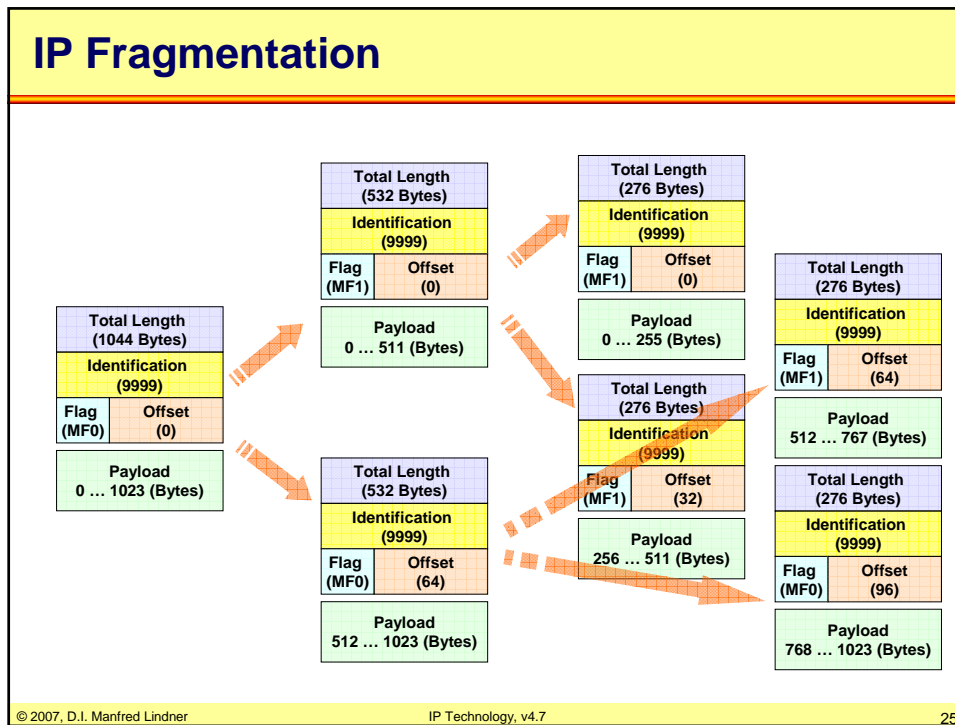 IP Fragmentation
Total Length
(1044 Bytes)
Identification
(9999)
Flag
(MF0)
Offset
(0)
Payload
0 … 1023 (Bytes)
Total Length
(532 Bytes)
Identification
(9999)
Flag
(MF1)
Offset
(0)
Payload
0 … 511 (Bytes)
Total Length
(532 Bytes)
Identification
(9999)
Flag
(MF0)
Offset
(64)
Payload
512 … 1023 (Bytes)
Total Length
(276 Bytes)
Identification
(9999)
Flag
(MF1)
Offset
(0)
Payload
0 … 255 (Bytes)
Total Length
(276 Bytes)
Identification
(9999)
Flag
(MF1)
Offset
(32)
Payload
256 … 511 (Bytes)
Total Length
(276 Bytes)
Identification
(9999)
Flag
(MF1)
Offset
(64)
Payload
512 … 767 (Bytes)
Total Length
(276 Bytes)
Identification
(9999)
Flag
(MF0)
Offset
(96)
Payload
768 … 1023 (Bytes)
© 2007, D.I. Manfred Lindner
IP Technology, v4.7
25